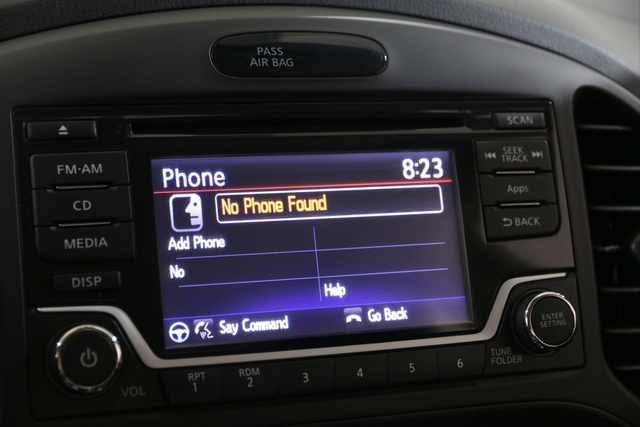 PASS
AIR BAG
SCAN
FM·AM
SEEK
TRACK
CD
Apps
MEDIA
BACK
DISP
Phone 8:23
No Phone Found
Add Phone
No
Help
Say Command Go Back
ENTER
SETTING
TUNE
FOLDER
VOL
RPT
1
RDM
2
3
4
5
6